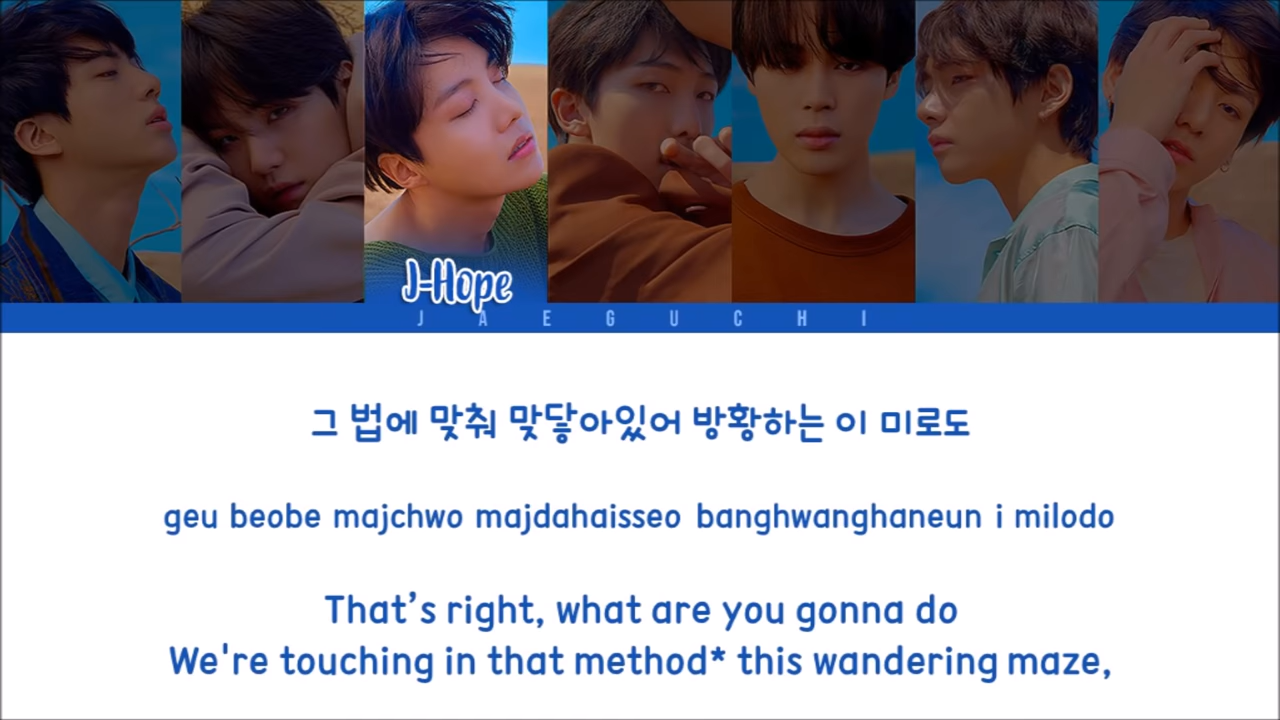 J-Hope
JAEGUCHI
그 법에 맞춰 맞닿아있어 방황하는 이 미로도
geu beobe majchwo majdahaisseo banghwanghaneun i milodo
That’s right, what are you gonna do
We're touching in that method* this wandering maze,